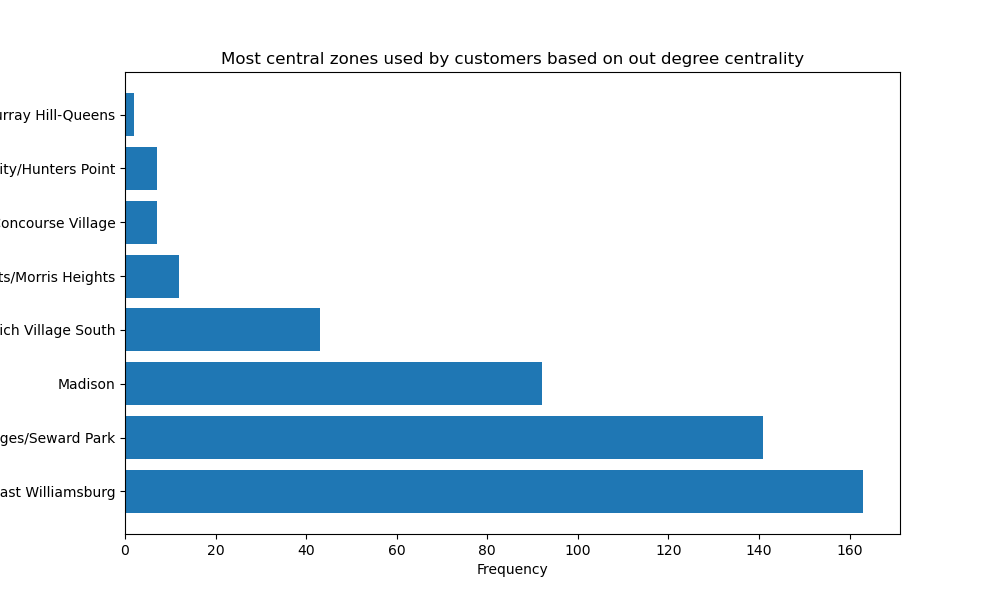 Most central zones used by customers based on out degree centrality
urray Hill-Queens
ity/Hunters Point
Concourse Village
ts/Morris Heights
ich Village South
Madison
ges/Seward Park
ast Williamsburg
0 20 40 60 80 100 120 140 160
Frequency